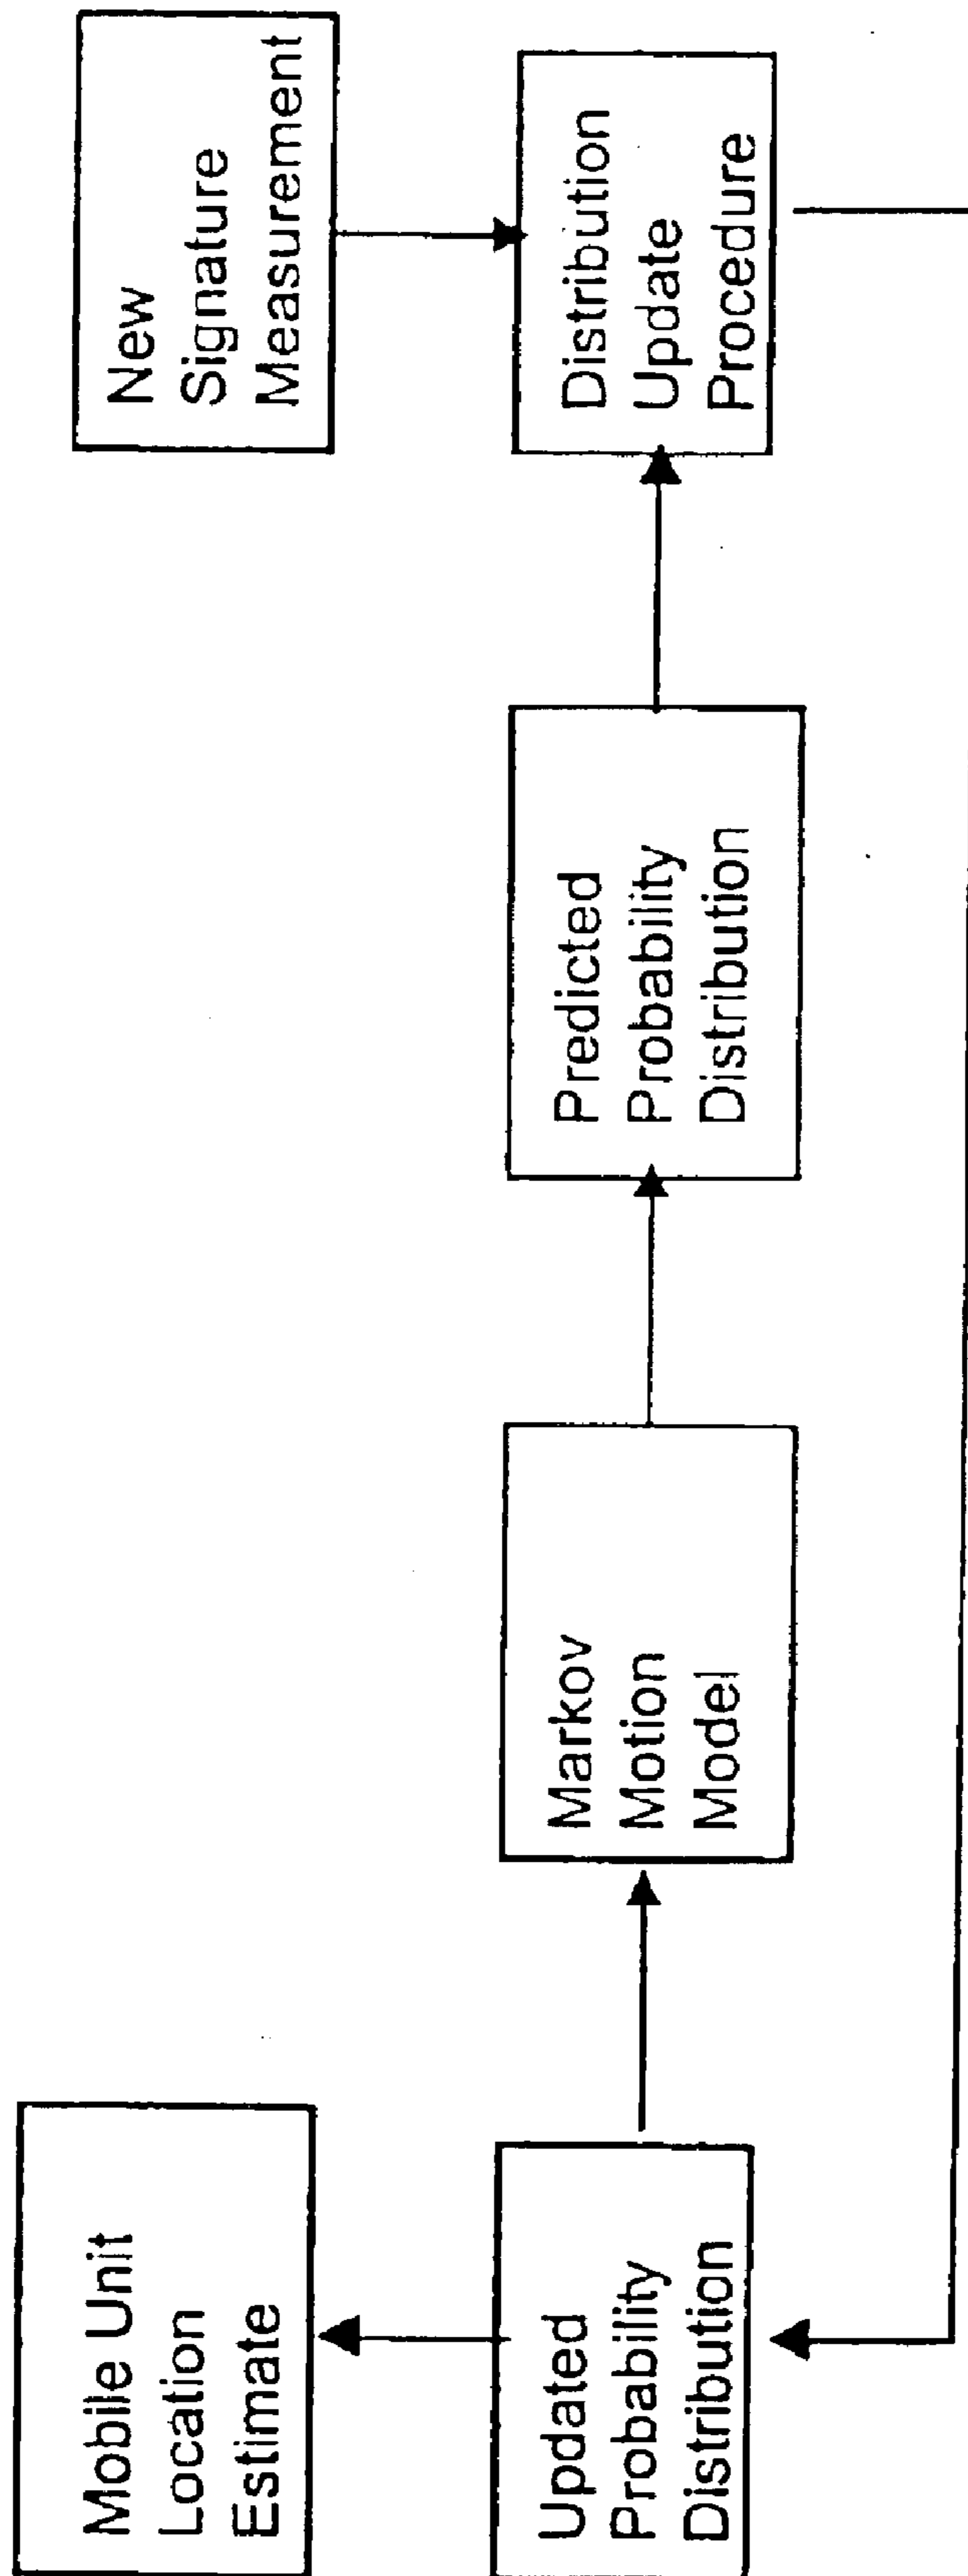 Mobile Unit
Location
Estimate
New
Signature
Measurement
Updated
Probability
Distribution
Markov
Motion
Model
Predicted
Probability
Distribution
Distribution
Update
Procedure